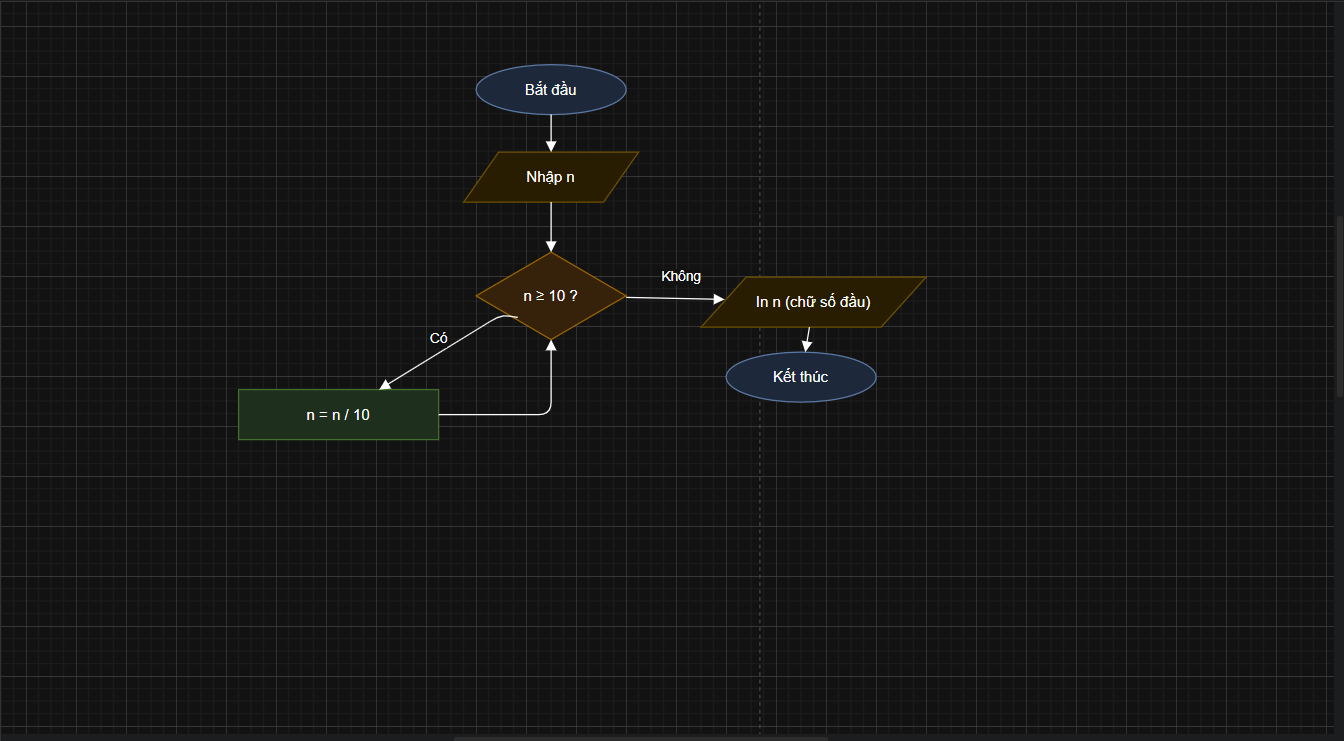 Bắt đầu
Nhập n
n ≥ 10 ?
Không
In n (chữ số đầu)
Có
Kết thúc
n = n / 10